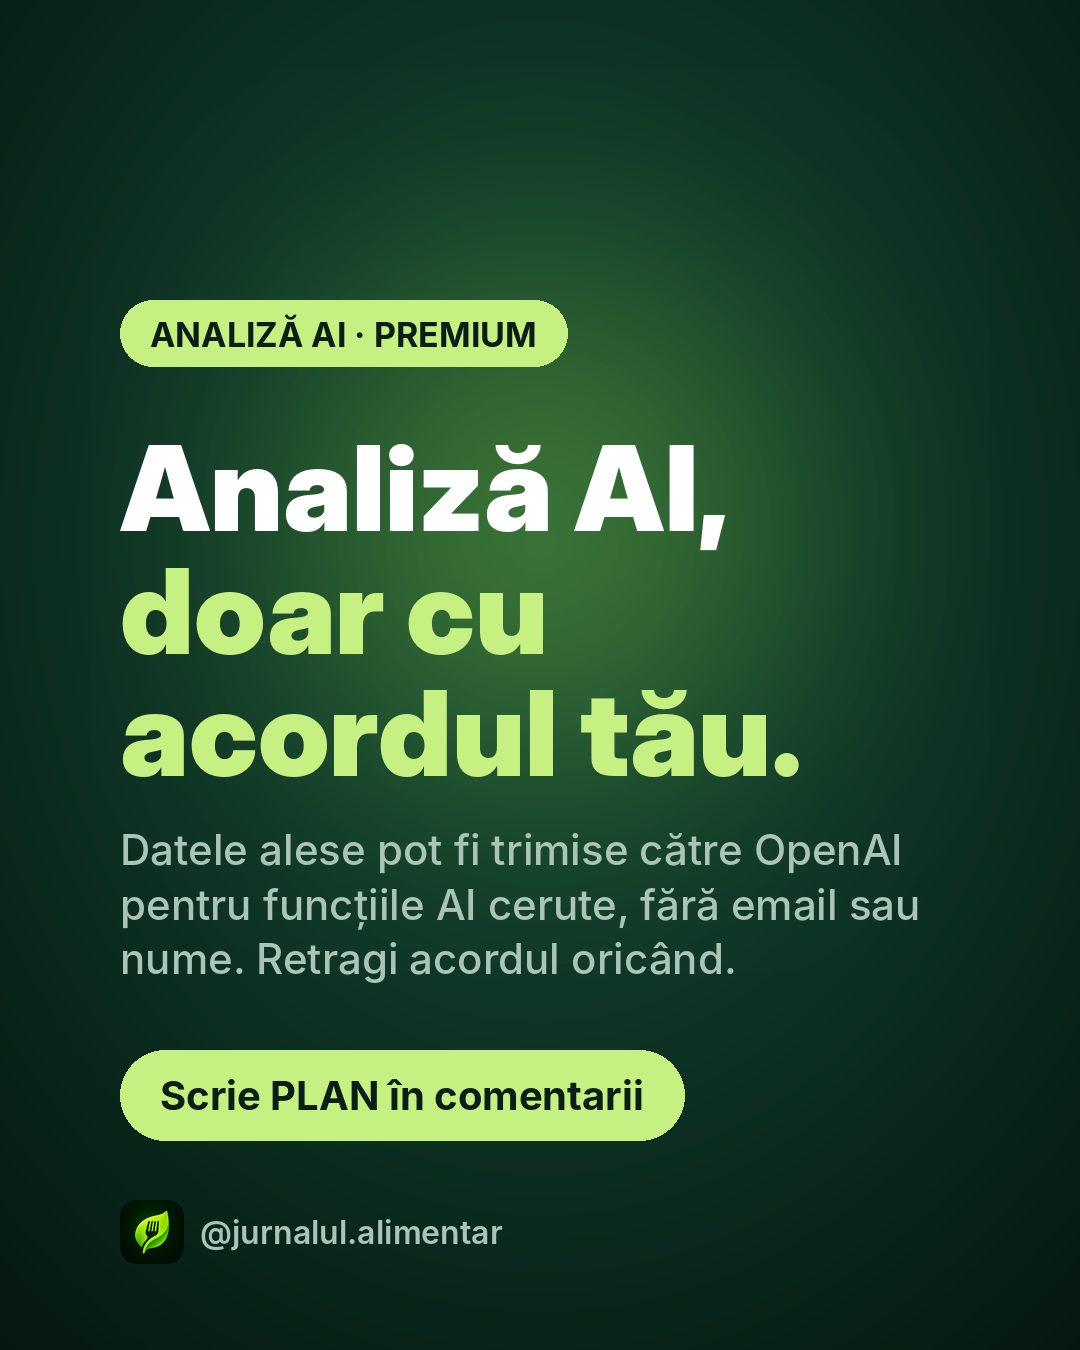 ANALIZĂ AI · PREMIUM
Analiză AI,
doar cu
acordul tău.
Datele alese pot fi trimise către OpenAI
pentru funcțiile AI cerute, fără email sau
nume. Retragi acordul oricând.
Scrie PLAN în comentarii
@jurnalul.alimentar